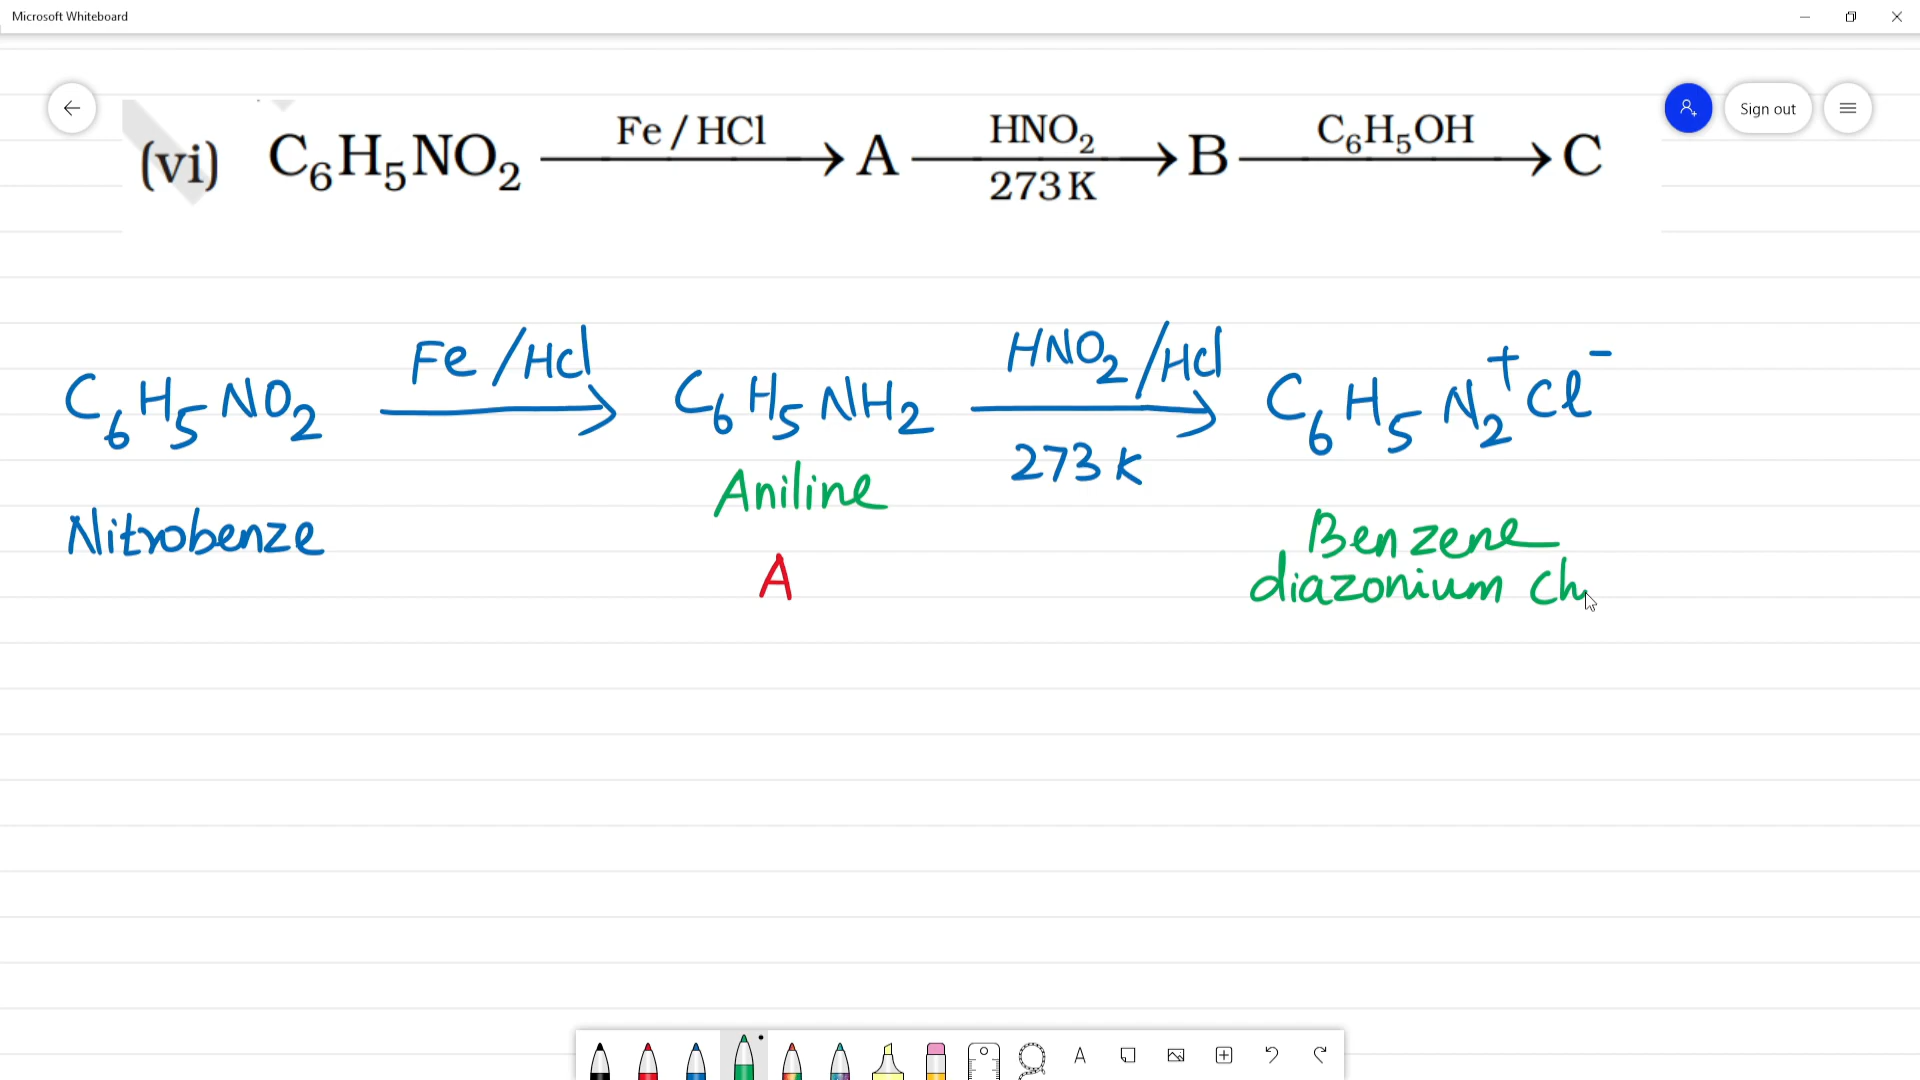 Microsoft Whiteboard
Sign out
(vi) C₆H₅NO₂ Fe / HCl → A HNO₂ 273 K → B C₆H₅OH → C
C₆H₅NO₂ Fe/HCl → C₆H₅NH₂ HNO₂/HCl 273 K → C₆H₅N₂⁺Cl⁻
Nitrobenze
Aniline
A
Benzene
diazonium Ch
A